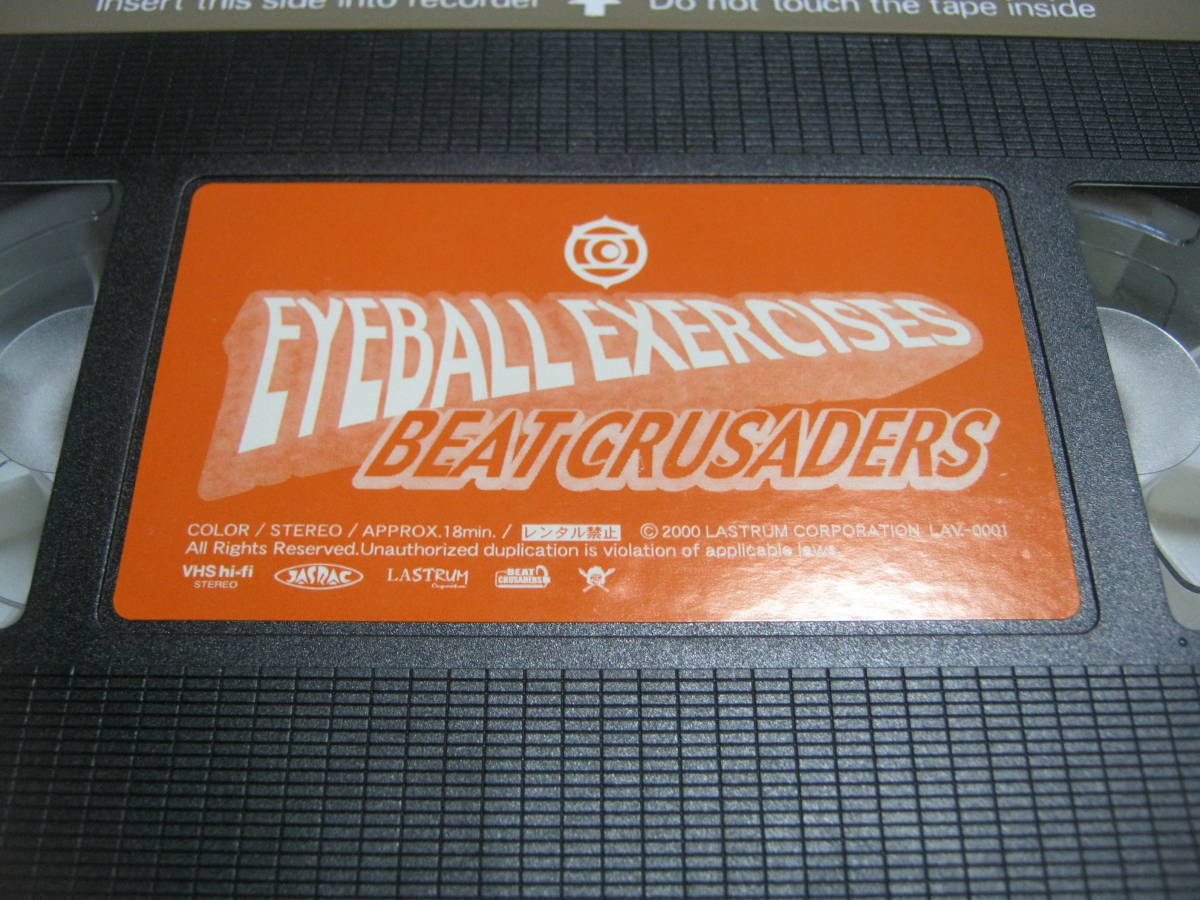 Insert this side into recorder Do not touch the tape inside
EYEBALL EXERCISES
BEAT CRUSADERS
COLOR / STEREO / APPROX.18min. / レンタル禁止 © 2000 LASTRUM CORPORATION LAV-0001
All Rights Reserved.Unauthorized duplication is violation of applicable laws.
VHS hi-fi STEREO JASRAC LASTRUM Corporation BEAT CRUSADERS